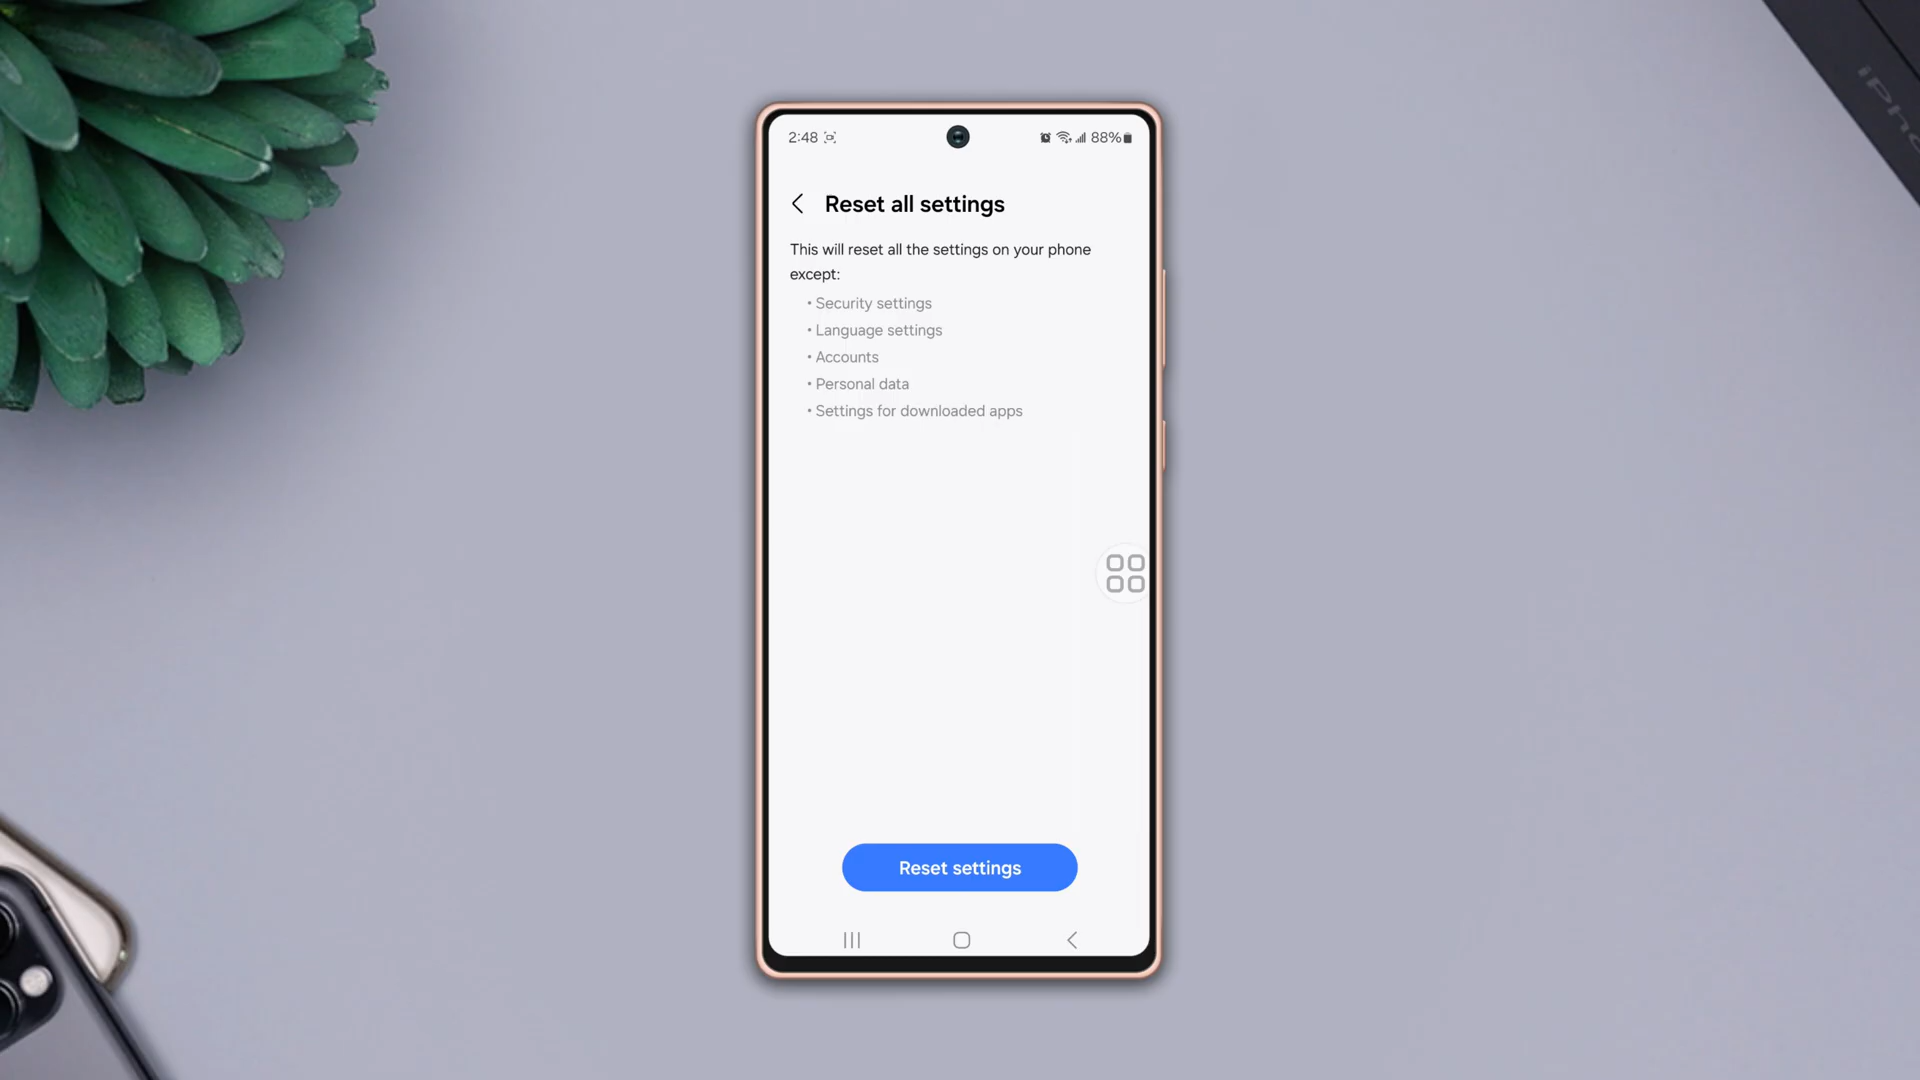 2:48
88%
Reset all settings
This will reset all the settings on your phone
except:
• Security settings
• Language settings
• Accounts
• Personal data
• Settings for downloaded apps
Reset settings